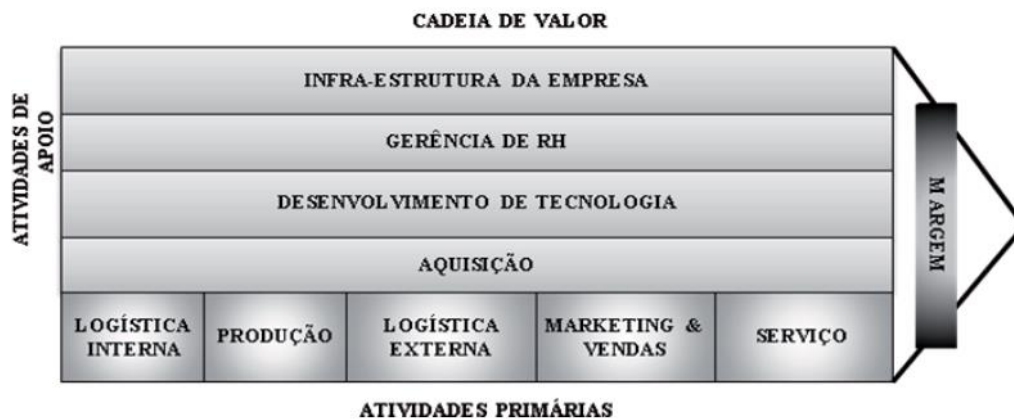 CADEIA DE VALOR
ATIVIDADES DE
APOIO
INFRA-ESTRUTURA DA EMPRESA
GERÊNCIA DE RH
DESENVOLVIMENTO DE TECNOLOGIA
AQUISIÇÃO
LOGÍSTICA
INTERNA
PRODUÇÃO
LOGÍSTICA
EXTERNA
MARKETING &
VENDAS
SERVIÇO
MARGEM
ATIVIDADES PRIMÁRIAS